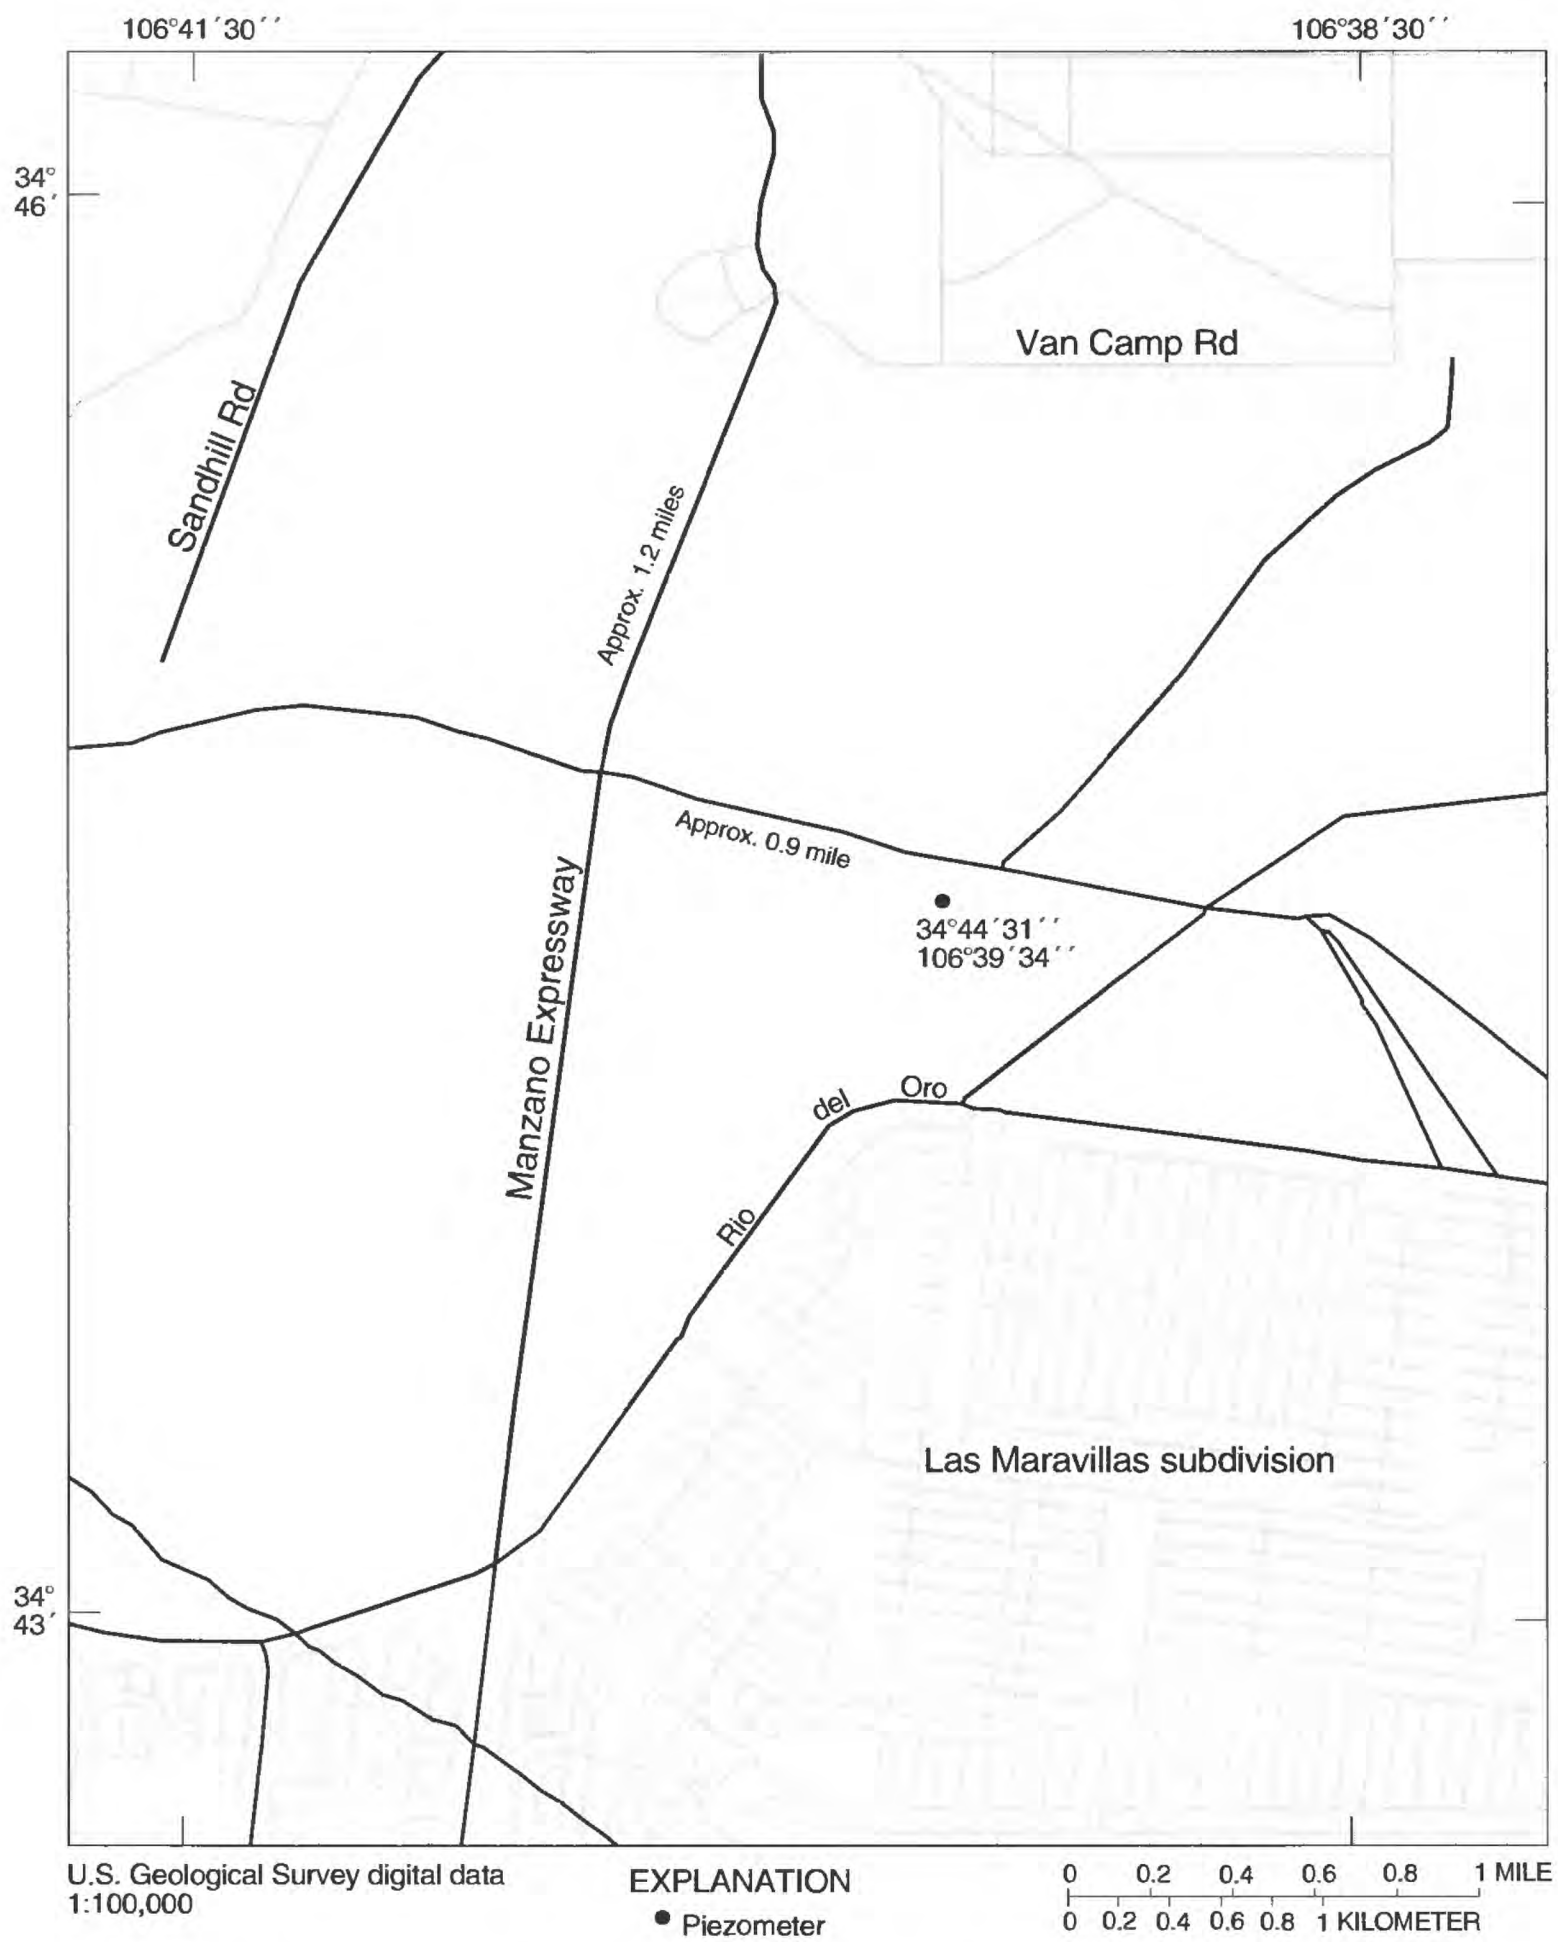 106°41´30´´
106°38´30´´
34°
46´
Van Camp Rd
Sandhill Rd
Approx. 1.2 miles
Approx. 0.9 mile
Manzano Expressway
34°44´31´´
106°39´34´´
Rio del Oro
Las Maravillas subdivision
34°
43´
U.S. Geological Survey digital data
1:100,000
EXPLANATION
Piezometer
0 0.2 0.4 0.6 0.8 1 MILE
0 0.2 0.4 0.6 0.8 1 KILOMETER